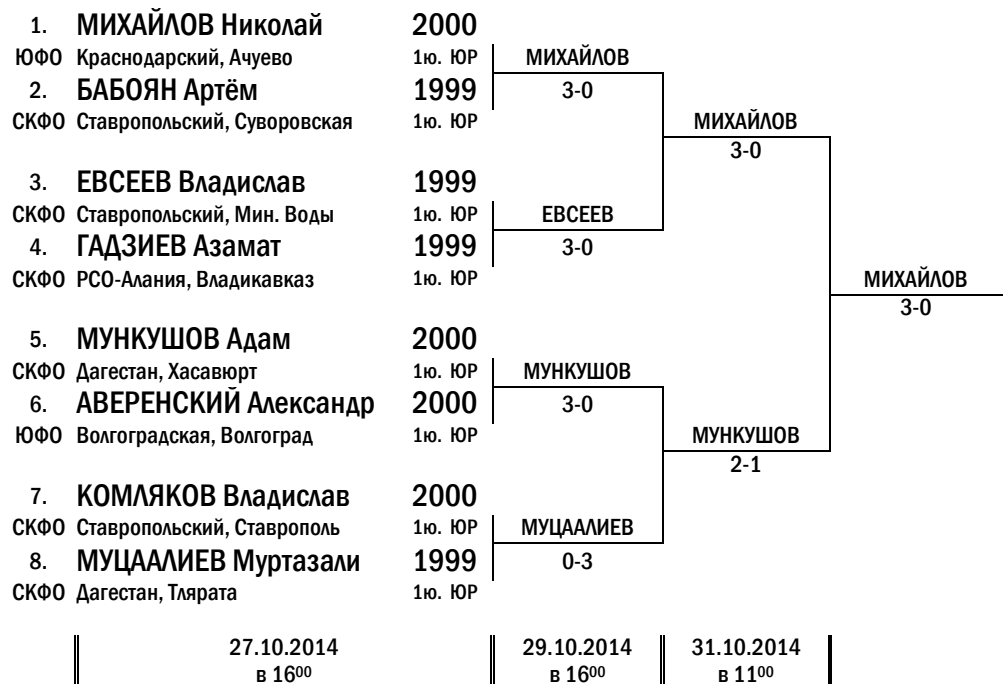 1. МИХАЙЛОВ Николай 2000
ЮФО Краснодарский, Ачуево 1ю. ЮР МИХАЙЛОВ
2. БАБОЯН Артём 1999 3-0
СКФО Ставропольский, Суворовская 1ю. ЮР МИХАЙЛОВ
3-0
3. ЕВСЕЕВ Владислав 1999
СКФО Ставропольский, Мин. Воды 1ю. ЮР ЕВСЕЕВ
4. ГАДЗИЕВ Азамат 1999 3-0
СКФО РСО-Алания, Владикавказ 1ю. ЮР МИХАЙЛОВ
3-0
5. МУНКУШОВ Адам 2000
СКФО Дагестан, Хасавюрт 1ю. ЮР МУНКУШОВ
6. АВЕРЕНСКИЙ Александр 2000 3-0
ЮФО Волгоградская, Волгоград 1ю. ЮР МУНКУШОВ
2-1
7. КОМЛЯКОВ Владислав 2000
СКФО Ставропольский, Ставрополь 1ю. ЮР МУЦААЛИЕВ
8. МУЦААЛИЕВ Муртазали 1999 0-3
СКФО Дагестан, Тлярата 1ю. ЮР
27.10.2014 29.10.2014 31.10.2014
в 16⁰⁰ в 16⁰⁰ в 11⁰⁰